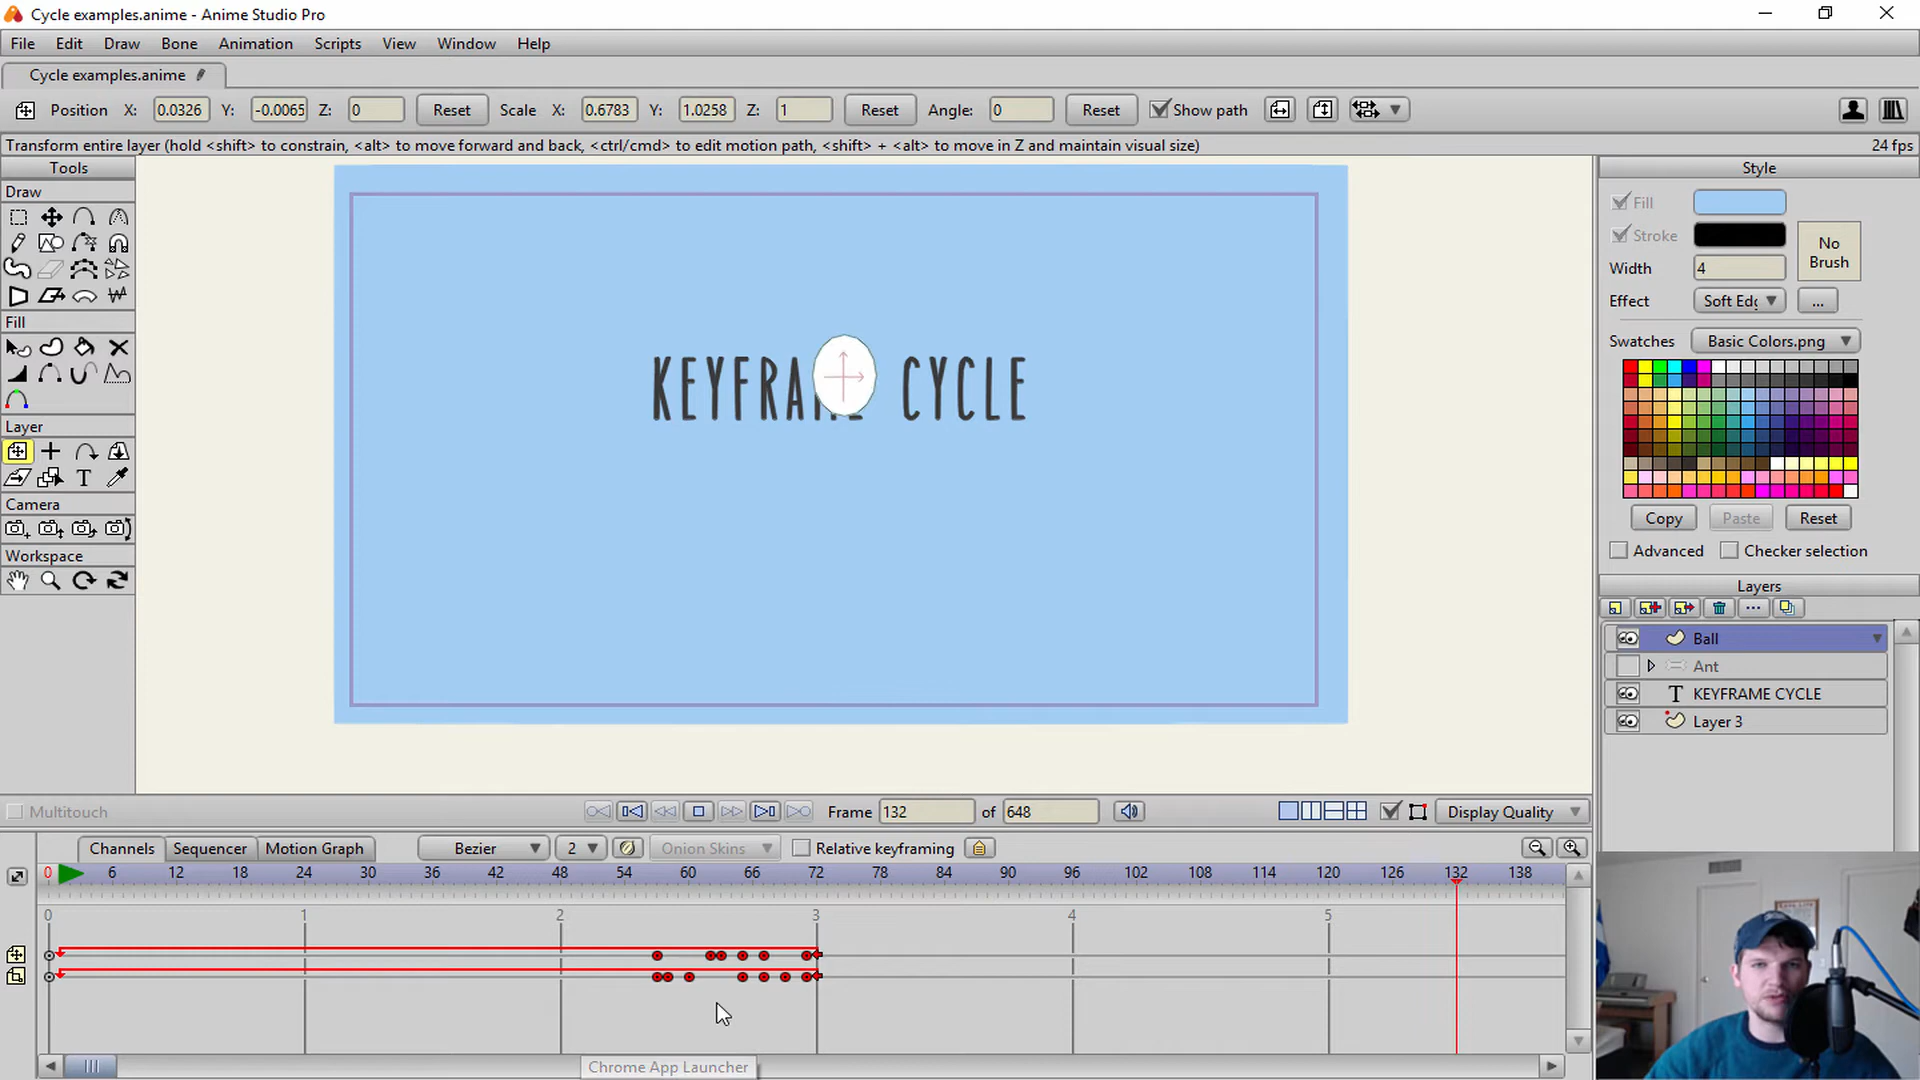 Cycle examples.anime - Anime Studio Pro
File Edit Draw Bone Animation Scripts View Window Help
Cycle examples.anime
Position X: 0.0326 Y: -0.0065 Z: 0 Reset Scale X: 0.6783 Y: 1.0258 Z: 1 Reset Angle: 0 Reset Show path
Transform entire layer (hold <shift> to constrain, <alt> to move forward and back, <ctrl/cmd> to edit motion path, <shift> + <alt> to move in Z and maintain visual size) 24 fps
Tools
Draw
Fill
Layer
Camera
Workspace
KEYFRAME CYCLE
Style
Fill
Stroke
No Brush
Width 4
Effect Soft Edg ...
Swatches Basic Colors.png
Copy Paste Reset
Advanced Checker selection
Layers
Ball
Ant
KEYFRAME CYCLE
Layer 3
Multitouch Frame 132 of 648 Display Quality
Channels Sequencer Motion Graph Bezier 2 Onion Skins Relative keyframing
0 6 12 18 24 30 36 42 48 54 60 66 72 78 84 90 96 102 108 114 120 126 132 138
0 1 2 3 4 5
Chrome App Launcher